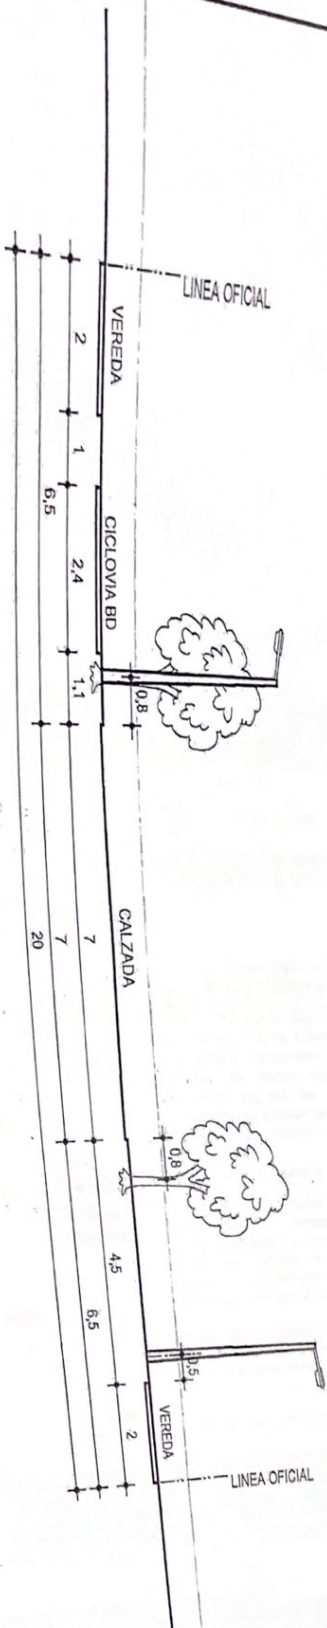 LINEA OFICIAL
VEREDA
2
1
CICLOVIA BD
2,4
1,1
0,8
6,5
CALZADA
7
7
20
0,8
4,5
6,5
0,5
VEREDA
2
LINEA OFICIAL